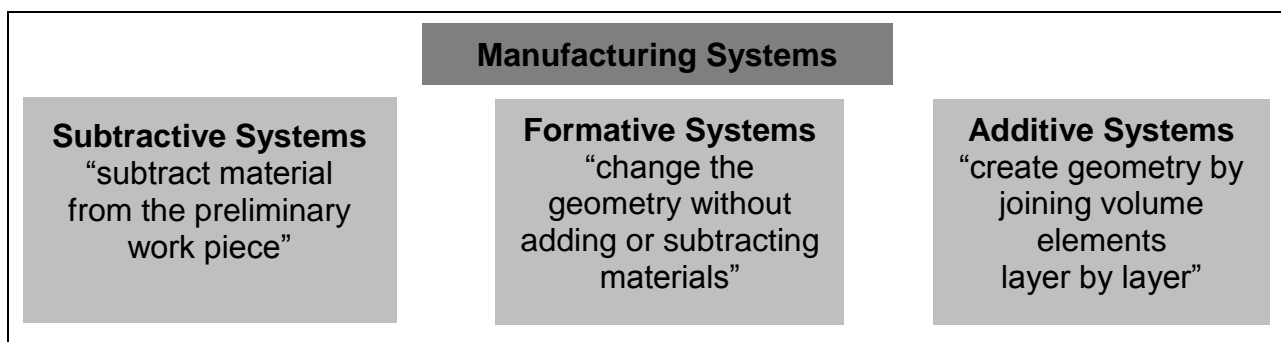 Manufacturing Systems
Subtractive Systems
“subtract material
from the preliminary
work piece”
Formative Systems
“change the
geometry without
adding or subtracting
materials”
Additive Systems
“create geometry by
joining volume
elements
layer by layer”